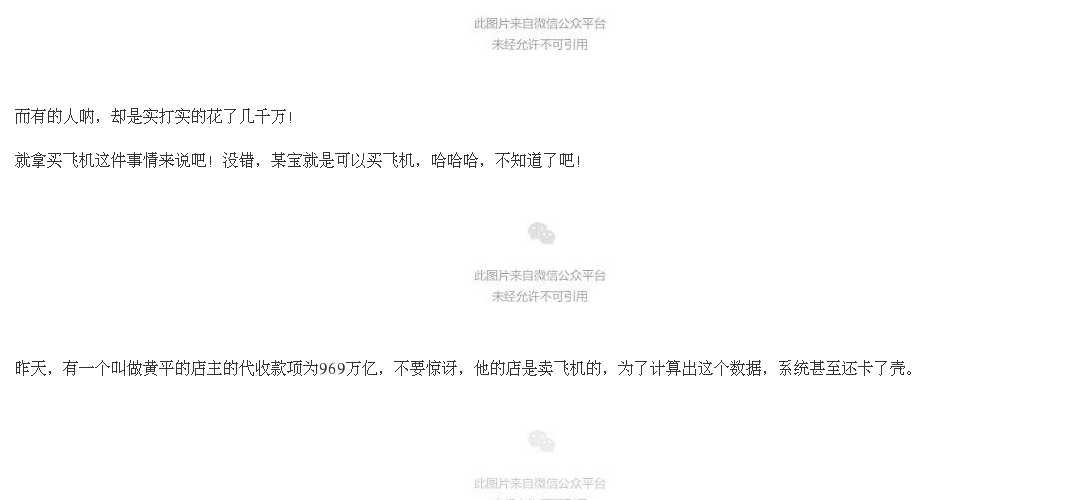 此图片来自微信公众平台
未经允许不可引用
而有的人呐，却是实打实的花了几千万！
就拿买飞机这件事情来说吧！没错，某宝就是可以买飞机，哈哈哈，不知道了吧！
此图片来自微信公众平台
未经允许不可引用
昨天，有一个叫做黄平的店主的代收款项为969万亿，不要惊讶，他的店是卖飞机的，为了计算出这个数据，系统甚至还卡了壳。
此图片来自微信公众平台